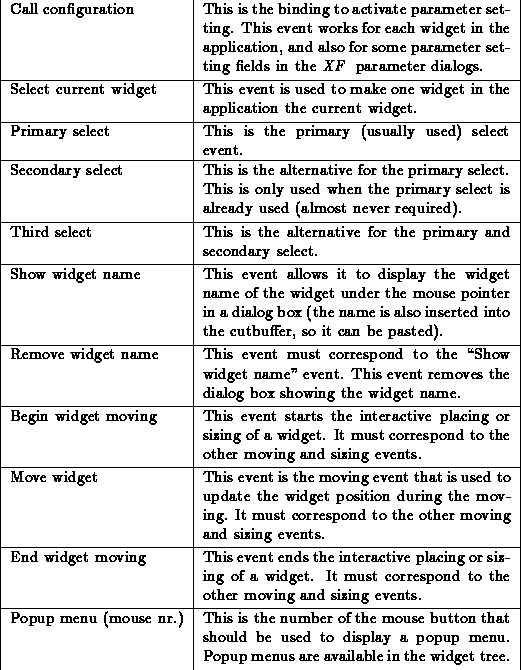 Call configuration This is the binding to activate parameter set-
ting. This event works for each widget in the
application, and also for some parameter set-
ting fields in the XF parameter dialogs.
Select current widget This event is used to make one widget in the
application the current widget.
Primary select This is the primary (usually used) select
event.
Secondary select This is the alternative for the primary select.
This is only used when the primary select is
already used (almost never required).
Third select This is the alternative for the primary and
secondary select.
Show widget name This event allows it to display the widget
name of the widget under the mouse pointer
in a dialog box (the name is also inserted into
the cutbuffer, so it can be pasted).
Remove widget name This event must correspond to the “Show
widget name” event. This event removes the
dialog box showing the widget name.
Begin widget moving This event starts the interactive placing or
sizing of a widget. It must correspond to the
other moving and sizing events.
Move widget This event is the moving event that is used to
update the widget position during the mov-
ing. It must correspond to the other moving
and sizing events.
End widget moving This event ends the interactive placing or siz-
ing of a widget. It must correspond to the
other moving and sizing events.
Popup menu (mouse nr.) This is the number of the mouse button that
should be used to display a popup menu.
Popup menus are available in the widget tree.